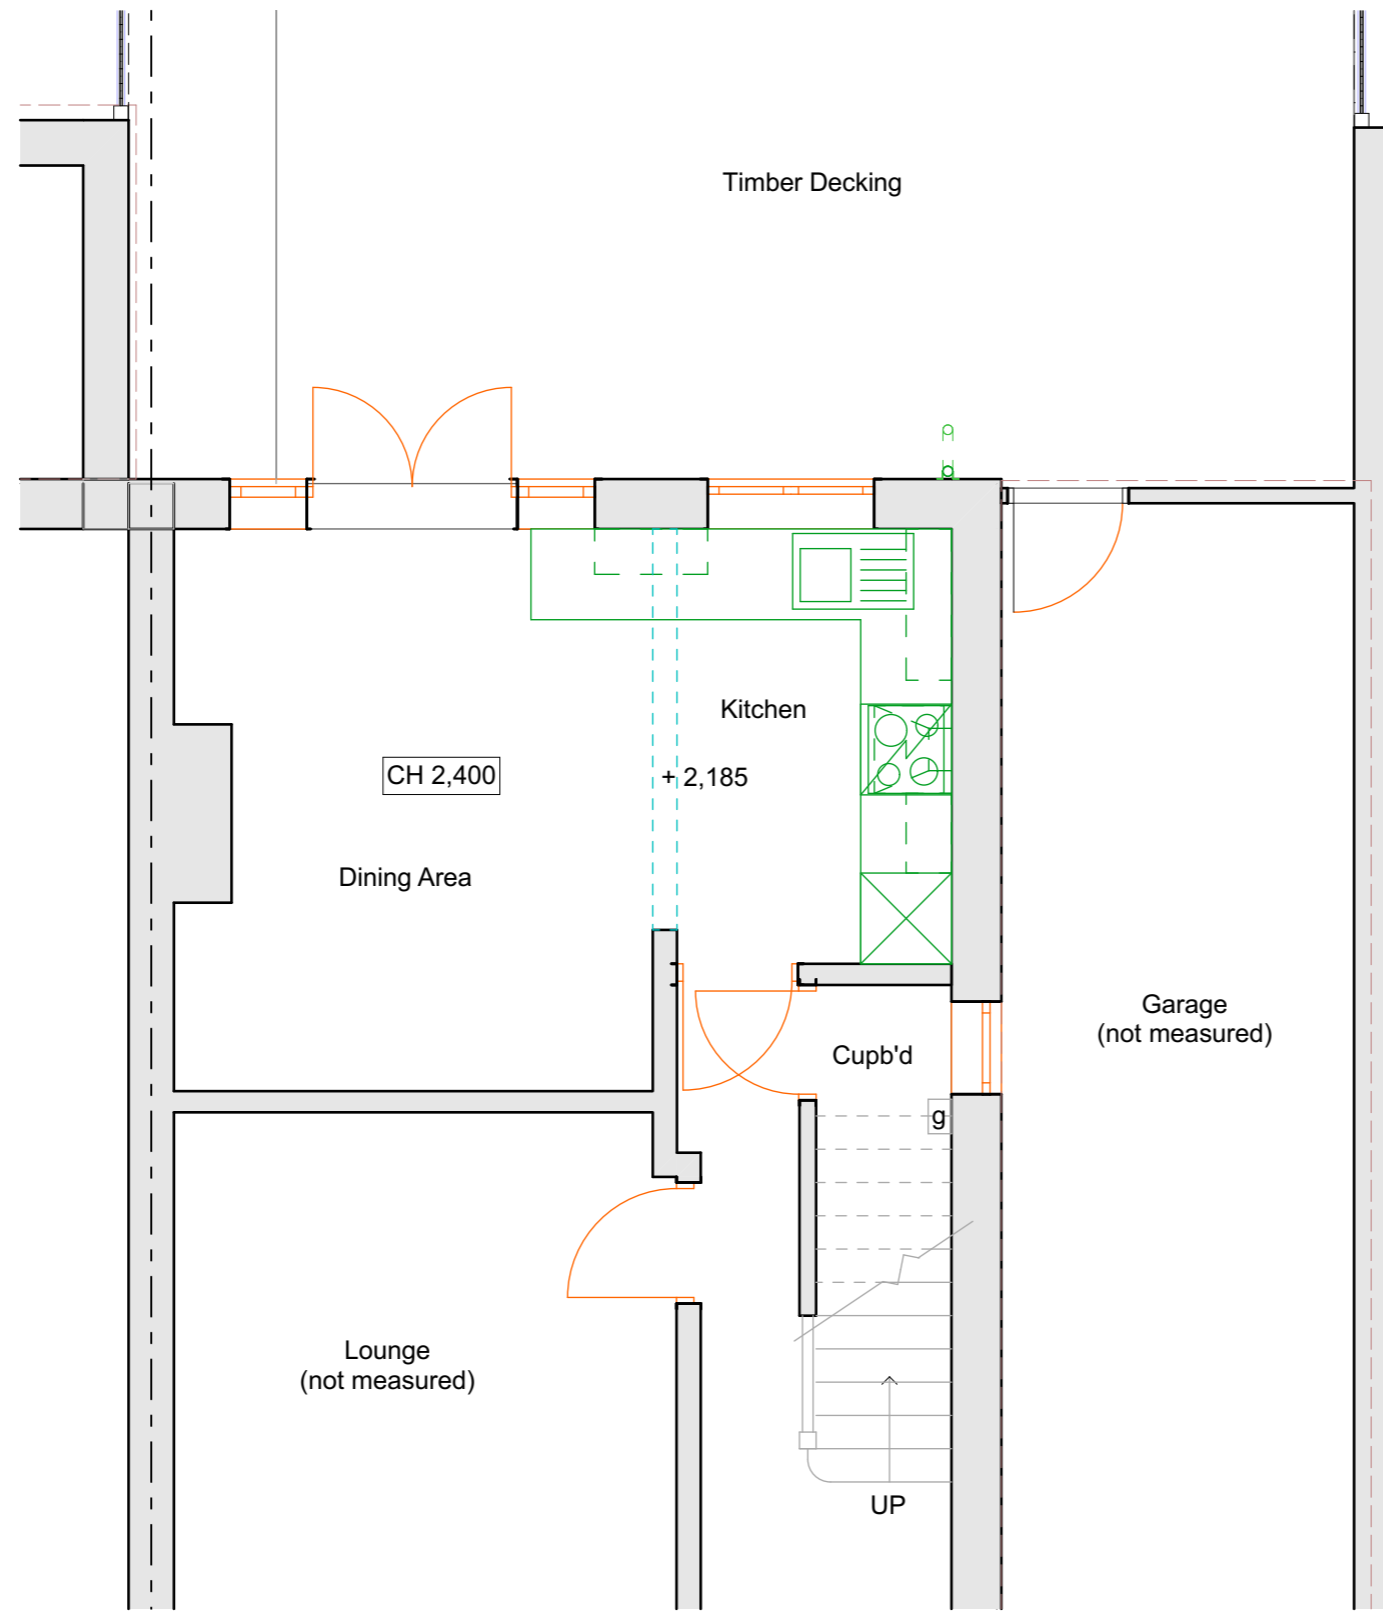 Timber Decking
Kitchen
CH 2,400
+ 2,185
Dining Area
Garage
(not measured)
Cupb'd
g
Lounge
(not measured)
UP